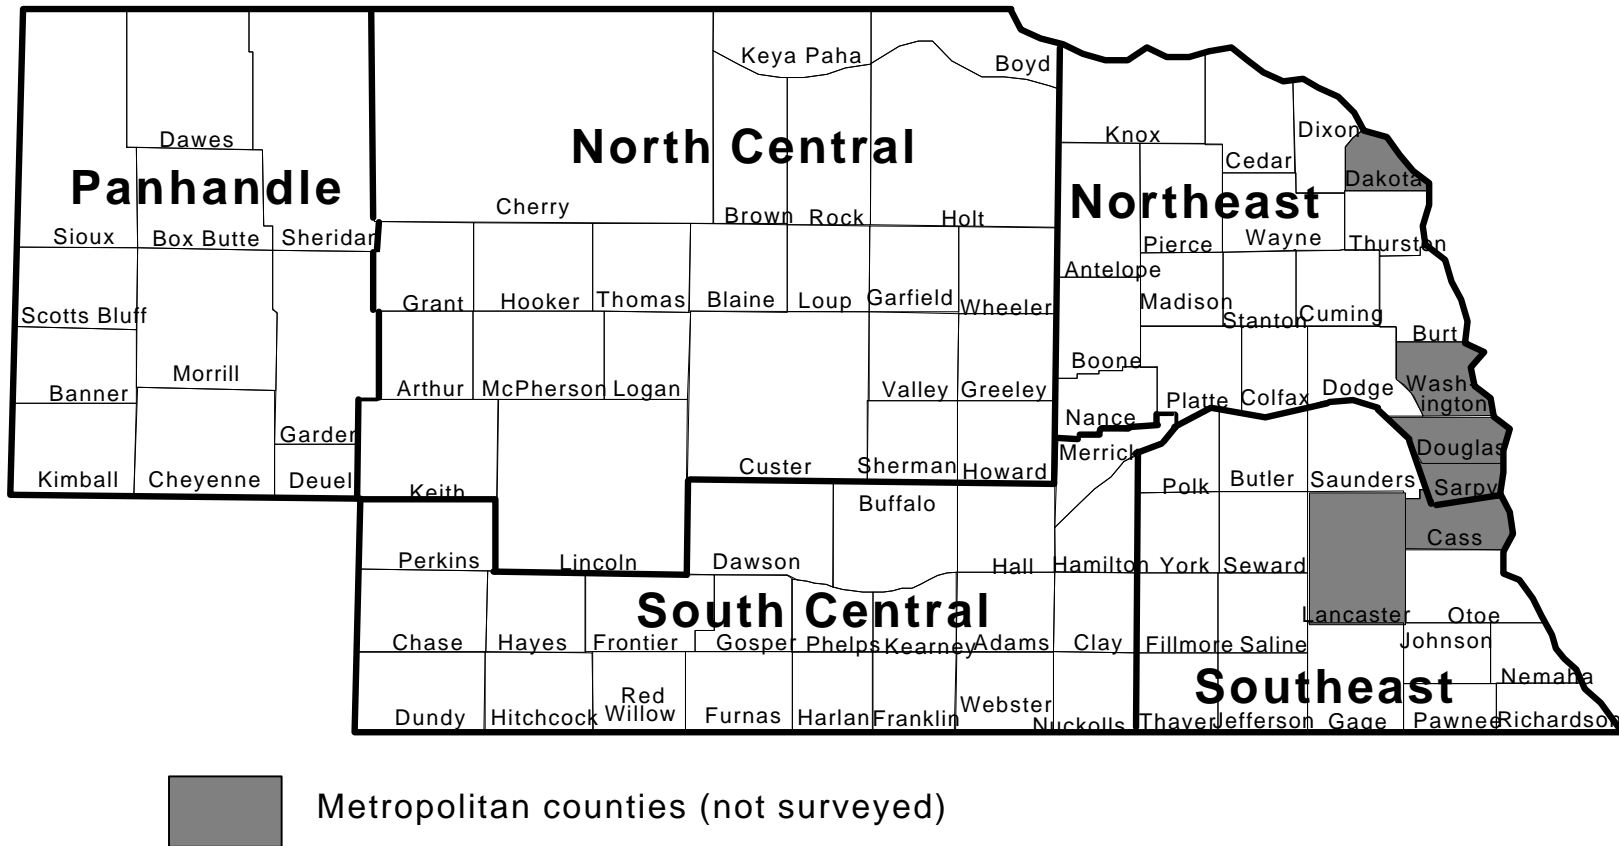 Keya Paha
Boyd
Knox
Dixon
Dawes
North Central
Cedar
Dakota
Panhandle
Northeast
Cherry
Brown
Rock
Holt
Sioux
Box Butte
Sheridan
Pierce
Wayne
Thurston
Antelope
Scotts Bluff
Grant
Hooker
Thomas
Blaine
Loup
Garfield
Wheeler
Madison
Stanton
Cuming
Burt
Banner
Morrill
Arthur
McPherson
Logan
Valley
Greeley
Boone
Platte
Colfax
Dodge
Wash-
ington
Nance
Garden
Merrick
Douglas
Kimball
Cheyenne
Deuel
Keith
Custer
Sherman
Howard
Polk
Butler
Saunders
Sarpy
Buffalo
Cass
Perkins
Lincoln
Dawson
Hall
Hamilton
York
Seward
South Central
Lancaster
Otoe
Chase
Hayes
Frontier
Gosper
Phelps
Kearney
Adams
Clay
Fillmore
Saline
Johnson
Nemaha
Southeast
Dundy
Hitchcock
Red
Willow
Furnas
Harlan
Franklin
Webster
Nuckolls
Thayer
Jefferson
Gage
Pawnee
Richardson
Metropolitan counties (not surveyed)